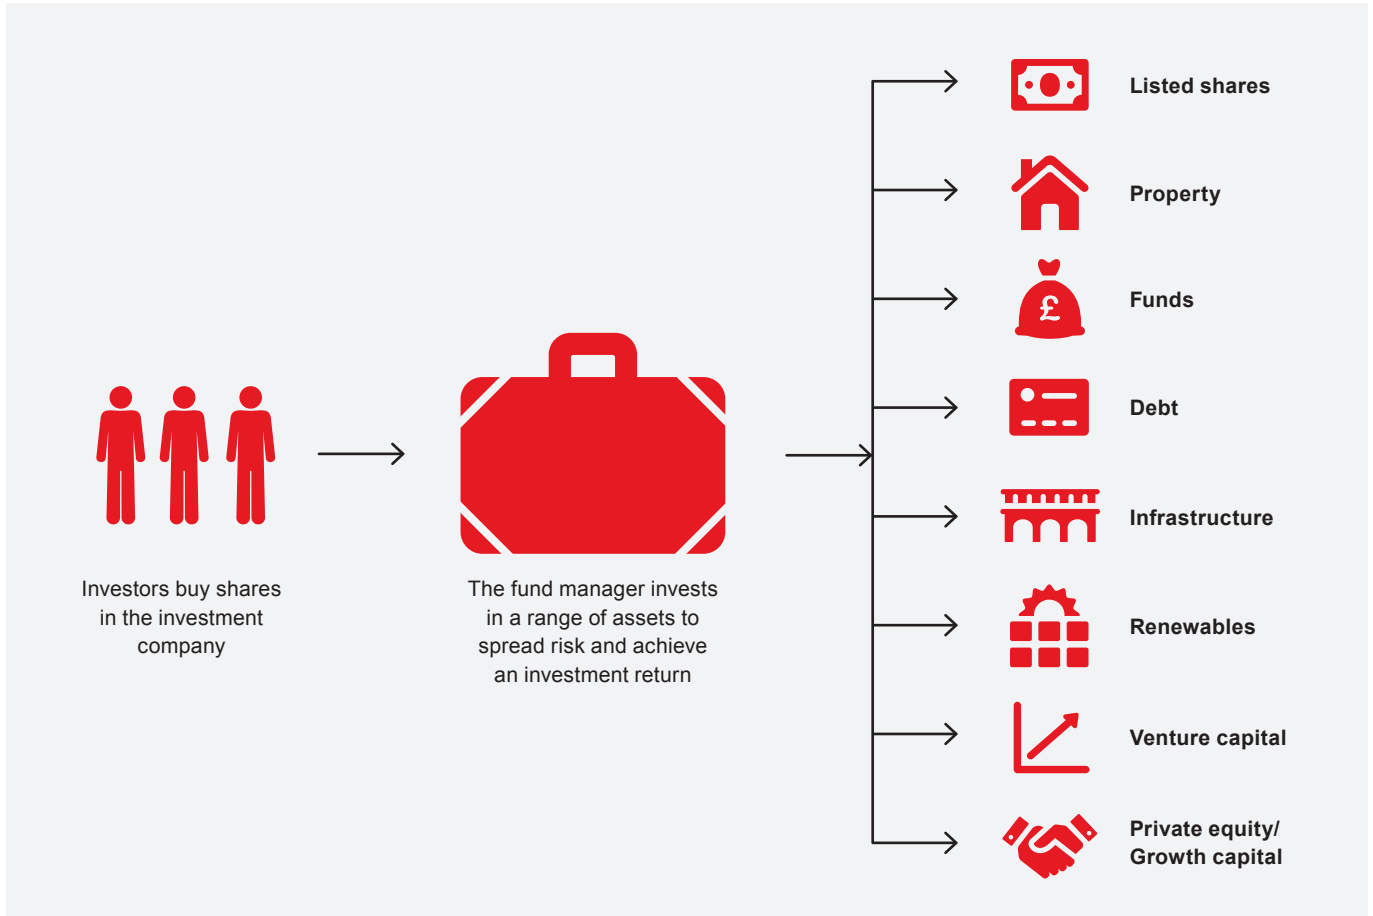 Investors buy shares
in the investment
company
The fund manager invests
in a range of assets to
spread risk and achieve
an investment return
Listed shares
Property
£
Funds
Debt
Infrastructure
Renewables
Venture capital
Private equity/
Growth capital